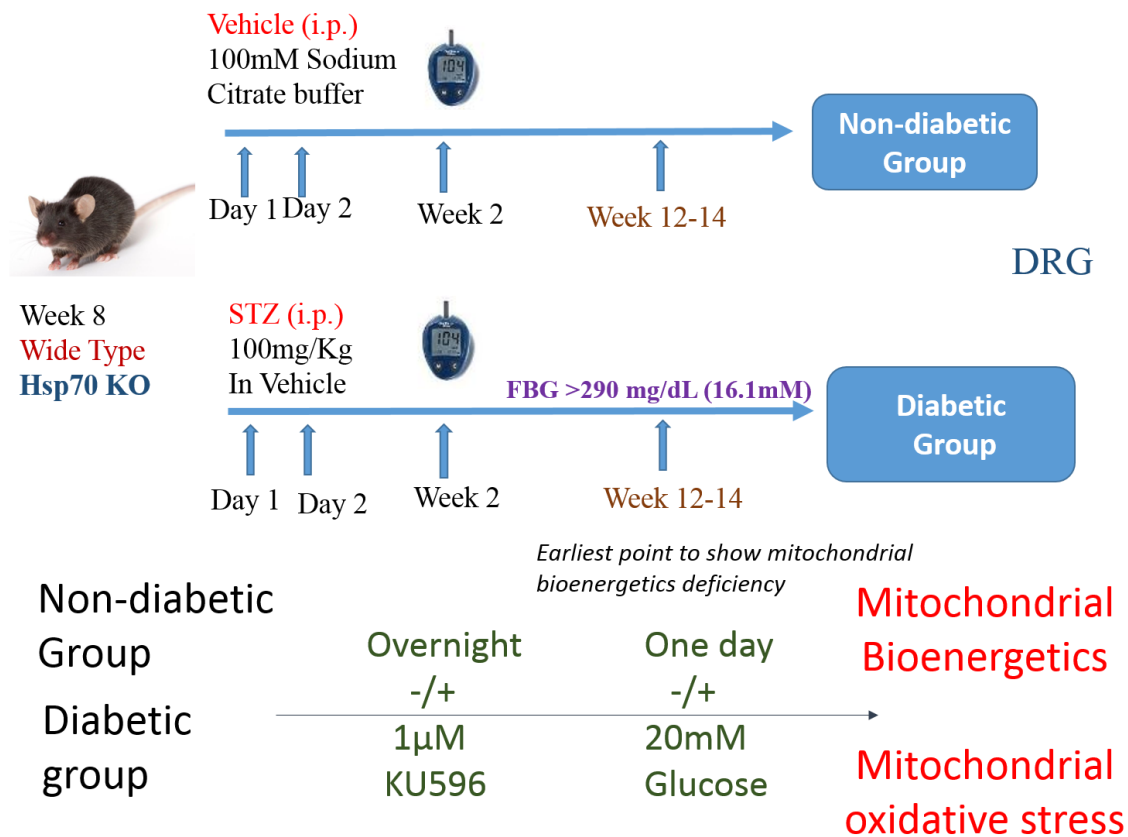 Vehicle (i.p.)
100mM Sodium
Citrate buffer
104
Day 1
Day 2
Week 2
Week 12-14
Non-diabetic
Group
DRG
Week 8
Wide Type
Hsp70 KO
STZ (i.p.)
100mg/Kg
In Vehicle
104
FBG >290 mg/dL (16.1mM)
Day 1
Day 2
Week 2
Week 12-14
Diabetic
Group
Earliest point to show mitochondrial
bioenergetics deficiency
Non-diabetic
Group
Diabetic
group
Overnight
-/+
1µM
KU596
One day
-/+
20mM
Glucose
Mitochondrial
Bioenergetics
Mitochondrial
oxidative stress